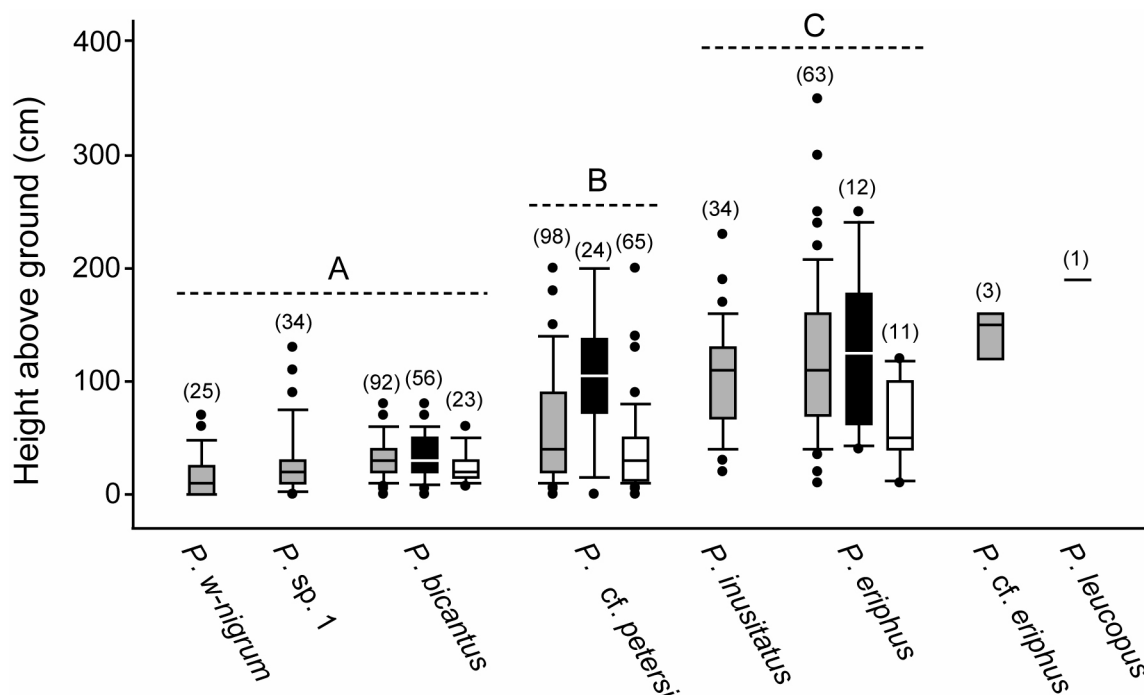 Height above ground (cm)
400
300
200
100
0
A
B
C
(25)
(34)
(92)
(56)
(23)
(98)
(24)
(65)
(34)
(63)
(12)
(11)
(3)
(1)
P. w-nigrum
P. sp. 1
P. bicantus
P. cf. petersi
P. inusitatus
P. eriphus
P. cf. eriphus
P. leucopus